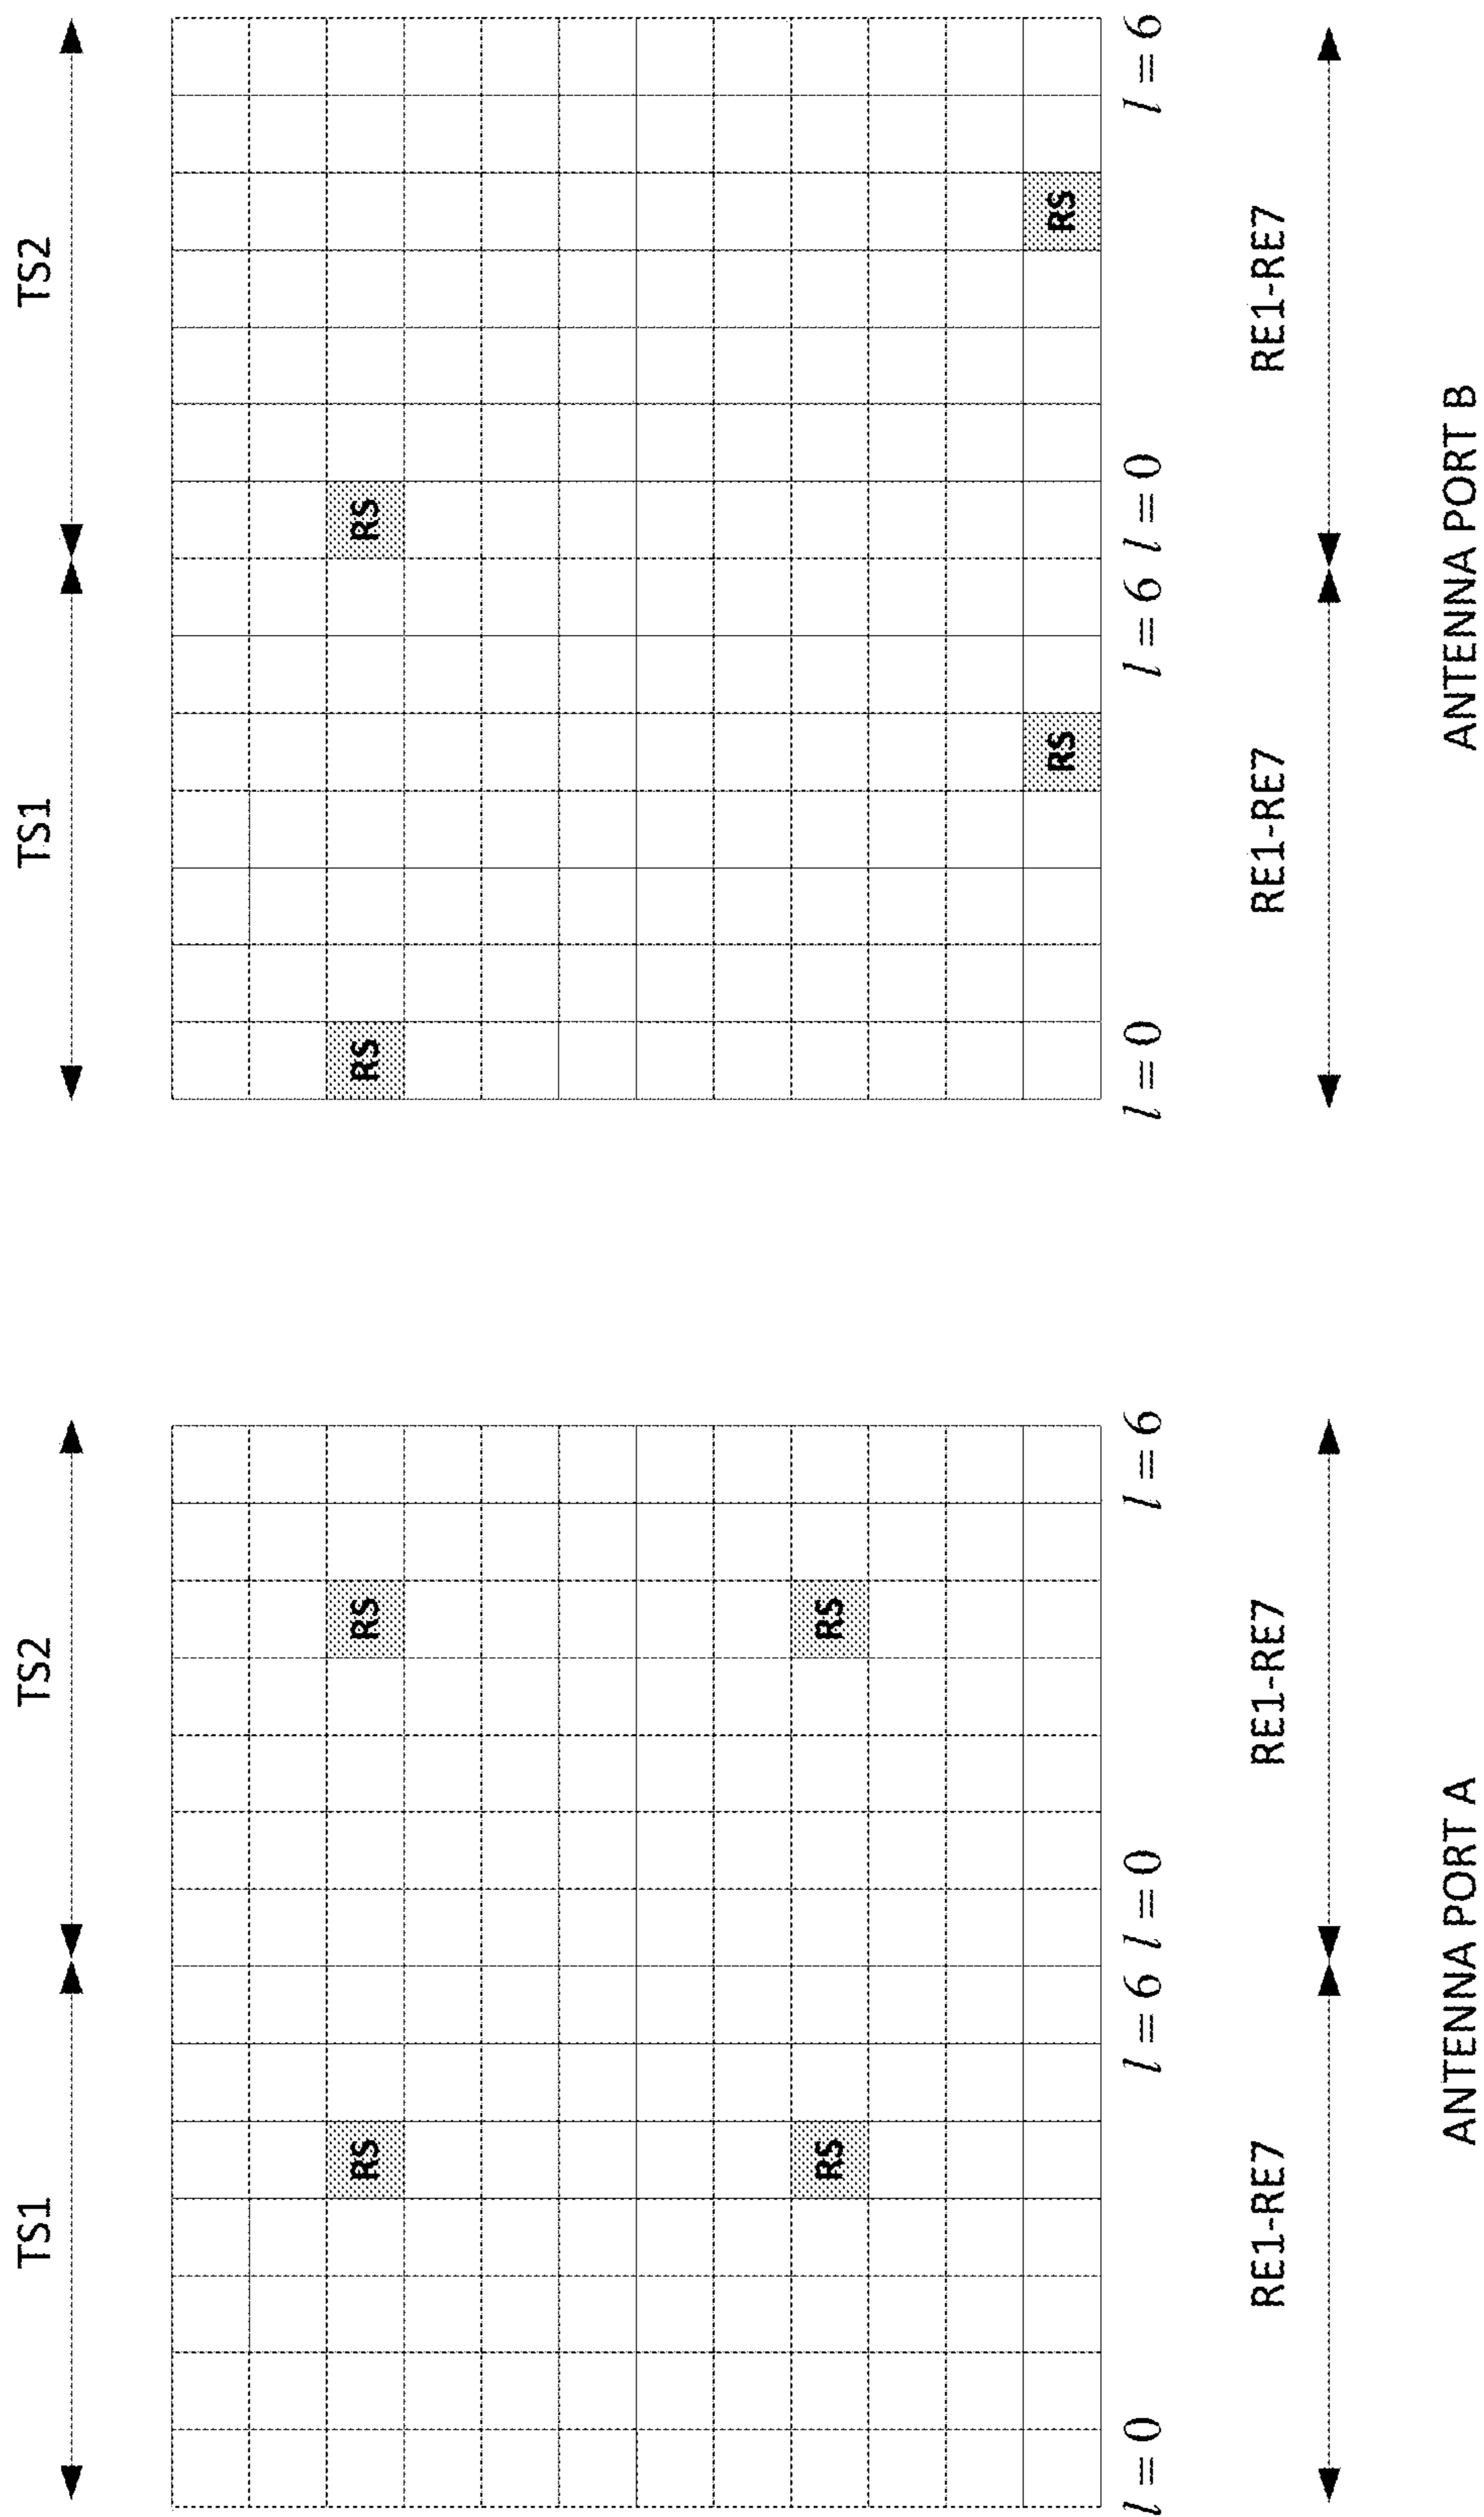 TS1 TS2 TS1 TS2
RS RS RS RS
RS RS
RS RS
l = 0 l = 6 l = 0 l = 6 l = 0 l = 6 l = 0 l = 6
RE1-RE7 RE1-RE7 RE1-RE7 RE1-RE7
ANTENNA PORT A ANTENNA PORT B